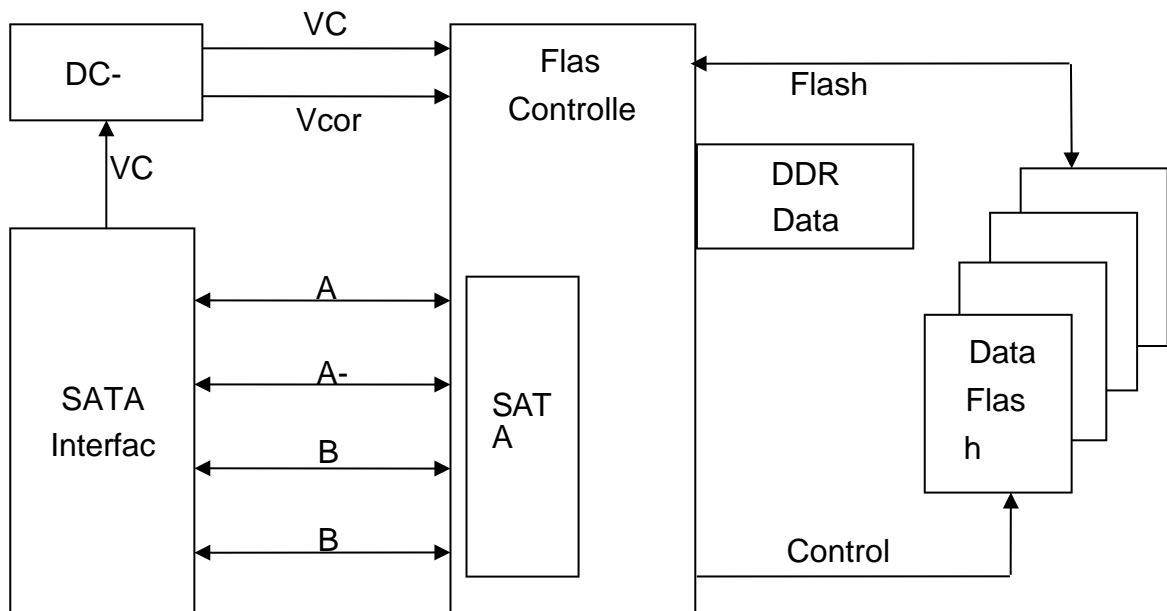 VC
DC-
Vcor
VC
Flas
Controlle
Flash
DDR
Data
A
A-
B
B
SATA
Interfac
SAT
A
Data
Flas
h
Control